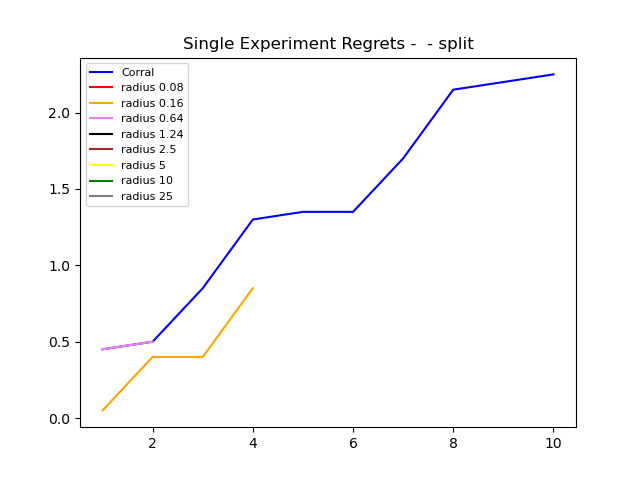 Single Experiment Regrets -  - split
Corral
radius 0.08
radius 0.16
radius 0.64
radius 1.24
radius 2.5
radius 5
radius 10
radius 25
2.0
1.5
1.0
0.5
0.0
2 4 6 8 10